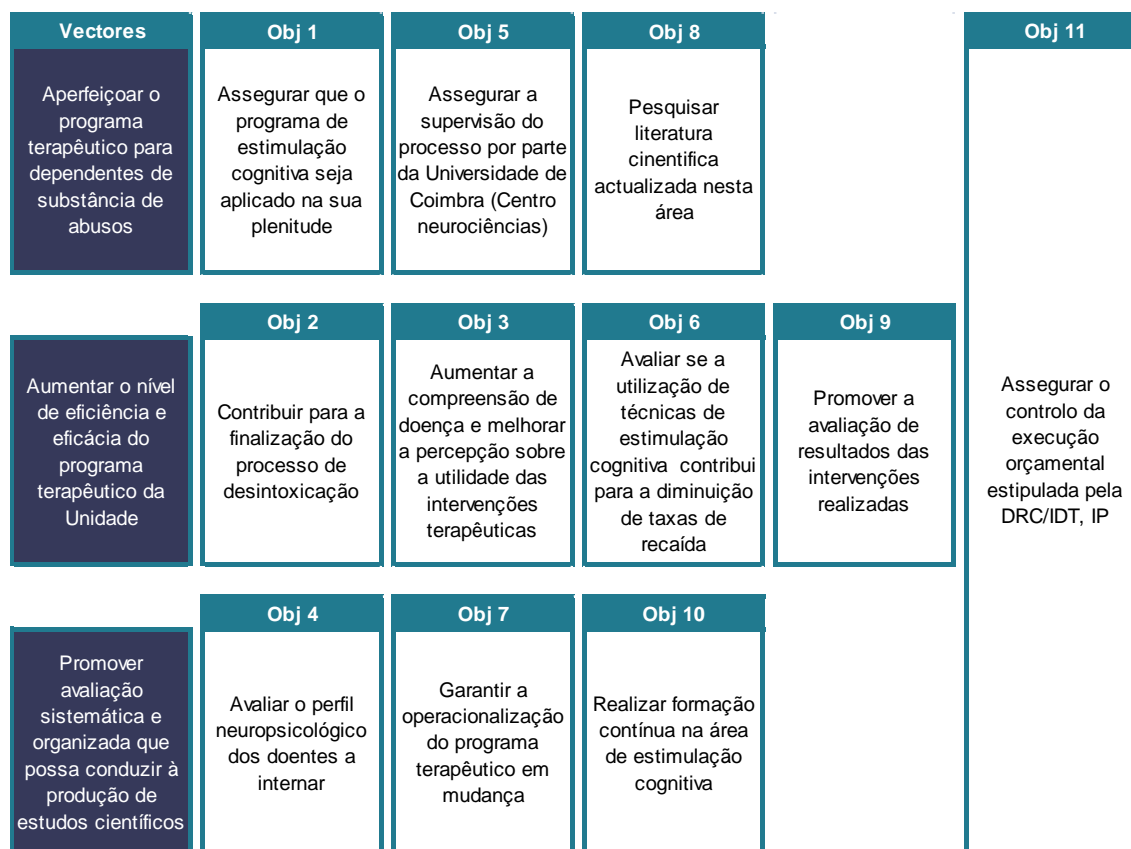 Vectores
Aperfeiçoar o
programa
terapêutico para
dependentes de
substância de
abusos
Obj 1
Assegurar que o
programa de
estimulação
cognitiva seja
aplicado na sua
plenitude
Obj 5
Assegurar a
supervisão do
processo por parte
da Universidade de
Coimbra (Centro
neurociências)
Obj 8
Pesquisar
literatura
cinentifica
actualizada nesta
área
Obj 11
Assegurar o
controlo da
execução
orçamental
estipulada pela
DRC/IDT, IP
Aumentar o nível
de eficiência e
eficácia do
programa
terapêutico da
Unidade
Obj 2
Contribuir para a
finalização do
processo de
desintoxicação
Obj 3
Aumentar a
compreensão de
doença e melhorar
a percepção sobre
a utilidade das
intervenções
terapêuticas
Obj 6
Avaliar se a
utilização de
técnicas de
estimulação
cognitiva contribui
para a diminuição
de taxas de
recaída
Obj 9
Promover a
avaliação de
resultados das
intervenções
realizadas
Promover
avaliação
sistemática e
organizada que
possa conduzir à
produção de
estudos científicos
Obj 4
Avaliar o perfil
neuropsicológico
dos doentes a
internar
Obj 7
Garantir a
operacionalização
do programa
terapêutico em
mudança
Obj 10
Realizar formação
contínua na área
de estimulação
cognitiva